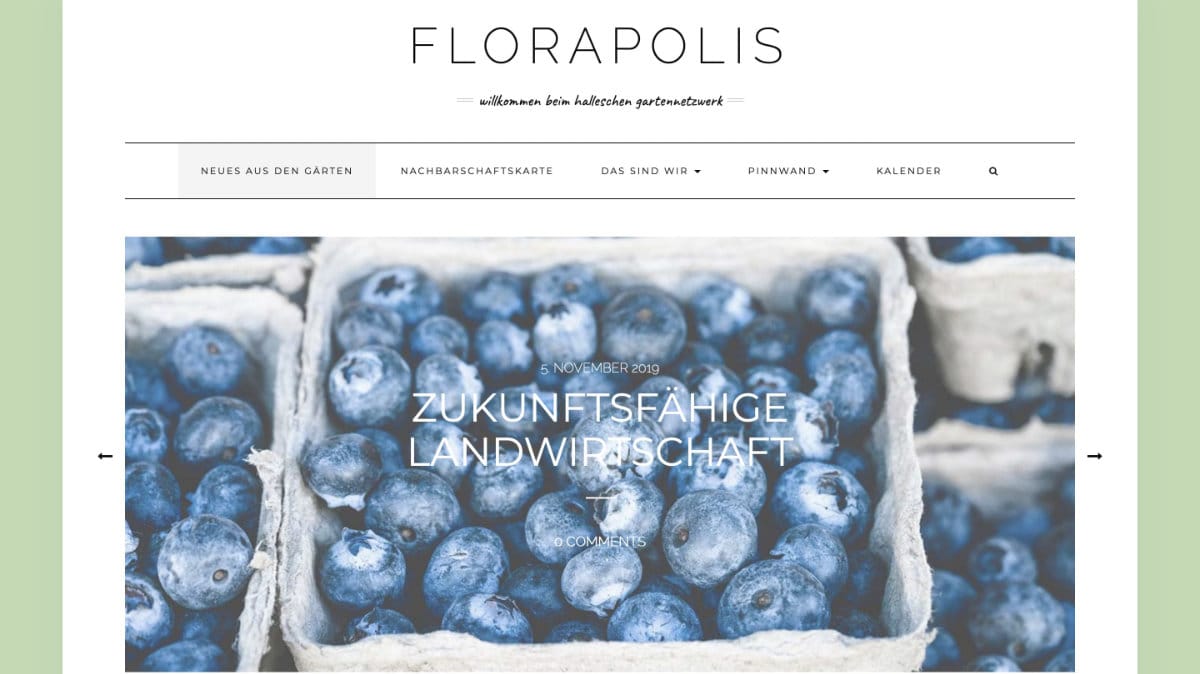 FLORAPOLIS
willkommen beim halleschen gartennetzwerk
NEUES AUS DEN GÄRTEN NACHBARSCHAFTSKARTE DAS SIND WIR PINNWAND KALENDER
5. NOVEMBER 2019
ZUKUNFTSFÄHIGE
LANDWIRTSCHAFT
0 COMMENTS